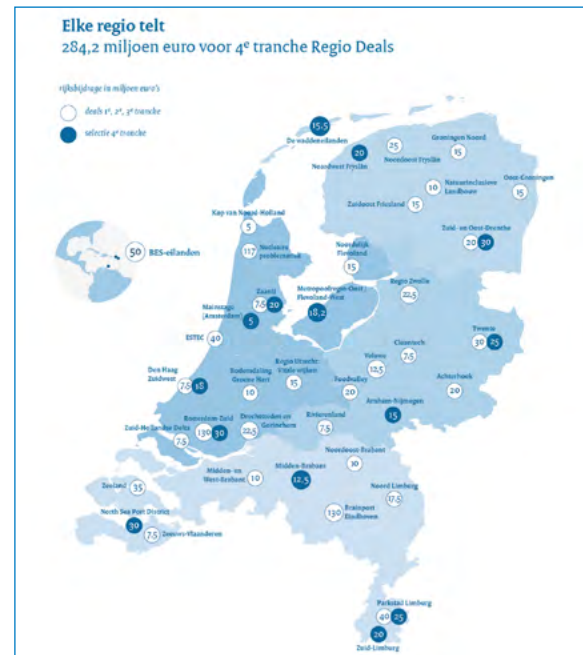 Elke regio telt
284,2 miljoen euro voor 4e tranche Regio Deals
rijksbijdrage in miljoen euro's
deals 1e, 2e, 3e tranche
selectie 4e tranche
15,5
De waddeneilanden
20
Noordwest Fryslân
25
Noordoost Fryslân
Groningen Noord
15
10
Natuurinclusieve
Landbouw
Oost-Groningen
15
Zuidoost Friesland
15
Kop van Noord-Holland
5
Zuid- en Oost-Drenthe
20
30
50
BES-eilanden
117
Nucleaire
problematiek
Noordelijk
Flevoland
15
Regio Zwolle
22,5
Zaanstad
7,5
20
Metropoolregio Oost/
Flevoland-West
18,2
Mainstage
(Amsterdam)
5
ESTEC
40
Twente
30
25
Cleantech
7,5
Veluwe
12,5
Den Haag
Zuidwest
7,5
18
Bodemdaling
Groene Hart
10
Regio Utrecht
Vitale wijken
15
Foodvalley
20
Achterhoek
20
Arnhem-Nijmegen
15
Rotterdam-Zuid
130
30
Drechtsteden en
Gorinchem
22,5
Rivierenland
7,5
Zuid-Hollandse Delta
7,5
Noordoost-Brabant
10
Midden- en
West-Brabant
10
Midden-Brabant
12,5
Noord Limburg
17,5
Zeeland
35
Brainport
Eindhoven
130
North Sea Port District
30
7,5
Zeeuws-Vlaanderen
Parkstad Limburg
40
25
20
Zuid-Limburg